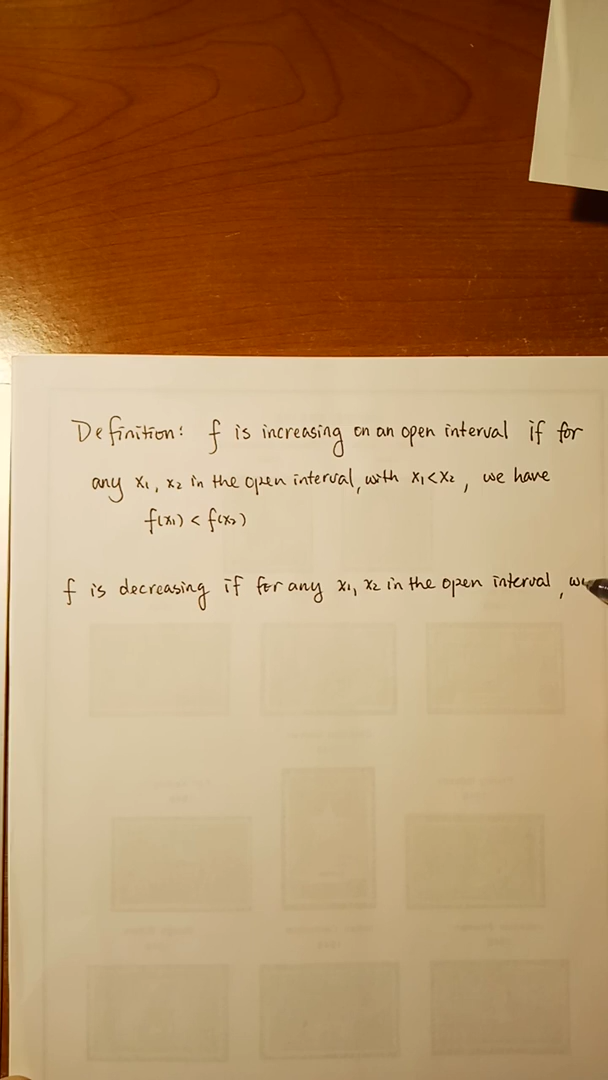 Definition: f is increasing on an open interval if for
any x₁, x₂ in the open interval, with x₁<x₂, we have
f(x₁) < f(x₂)
f is decreasing if for any x₁, x₂ in the open interval,